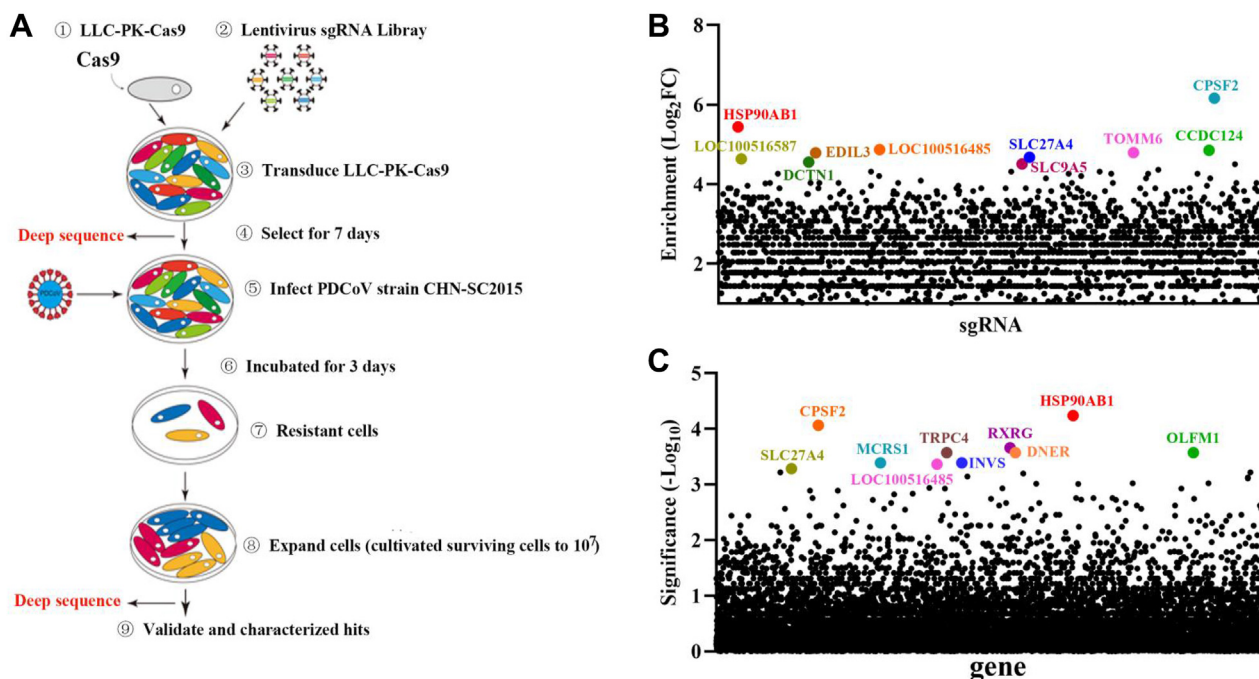 A
① LLC-PK-Cas9
② Lentivirus sgRNA Libray
Cas9
③ Transduce LLC-PK-Cas9
Deep sequence
④ Select for 7 days
PDCoV
⑤ Infect PDCoV strain CHN-SC2015
⑥ Incubated for 3 days
⑦ Resistant cells
⑧ Expand cells (cultivated surviving cells to 10⁷)
Deep sequence
⑨ Validate and characterized hits
B
Enrichment (Log₂FC)
8
6
4
2
CPSF2
HSP90AB1
LOC100516587
EDIL3
LOC100516485
DCTN1
SLC27A4
SLC9A5
TOMM6
CCDC124
sgRNA
C
Significance (-Log₁₀)
5
4
3
2
1
0
HSP90AB1
CPSF2
SLC27A4
MCRS1
TRPC4
RXRG
DNER
OLFM1
LOC100516485
INVS
gene